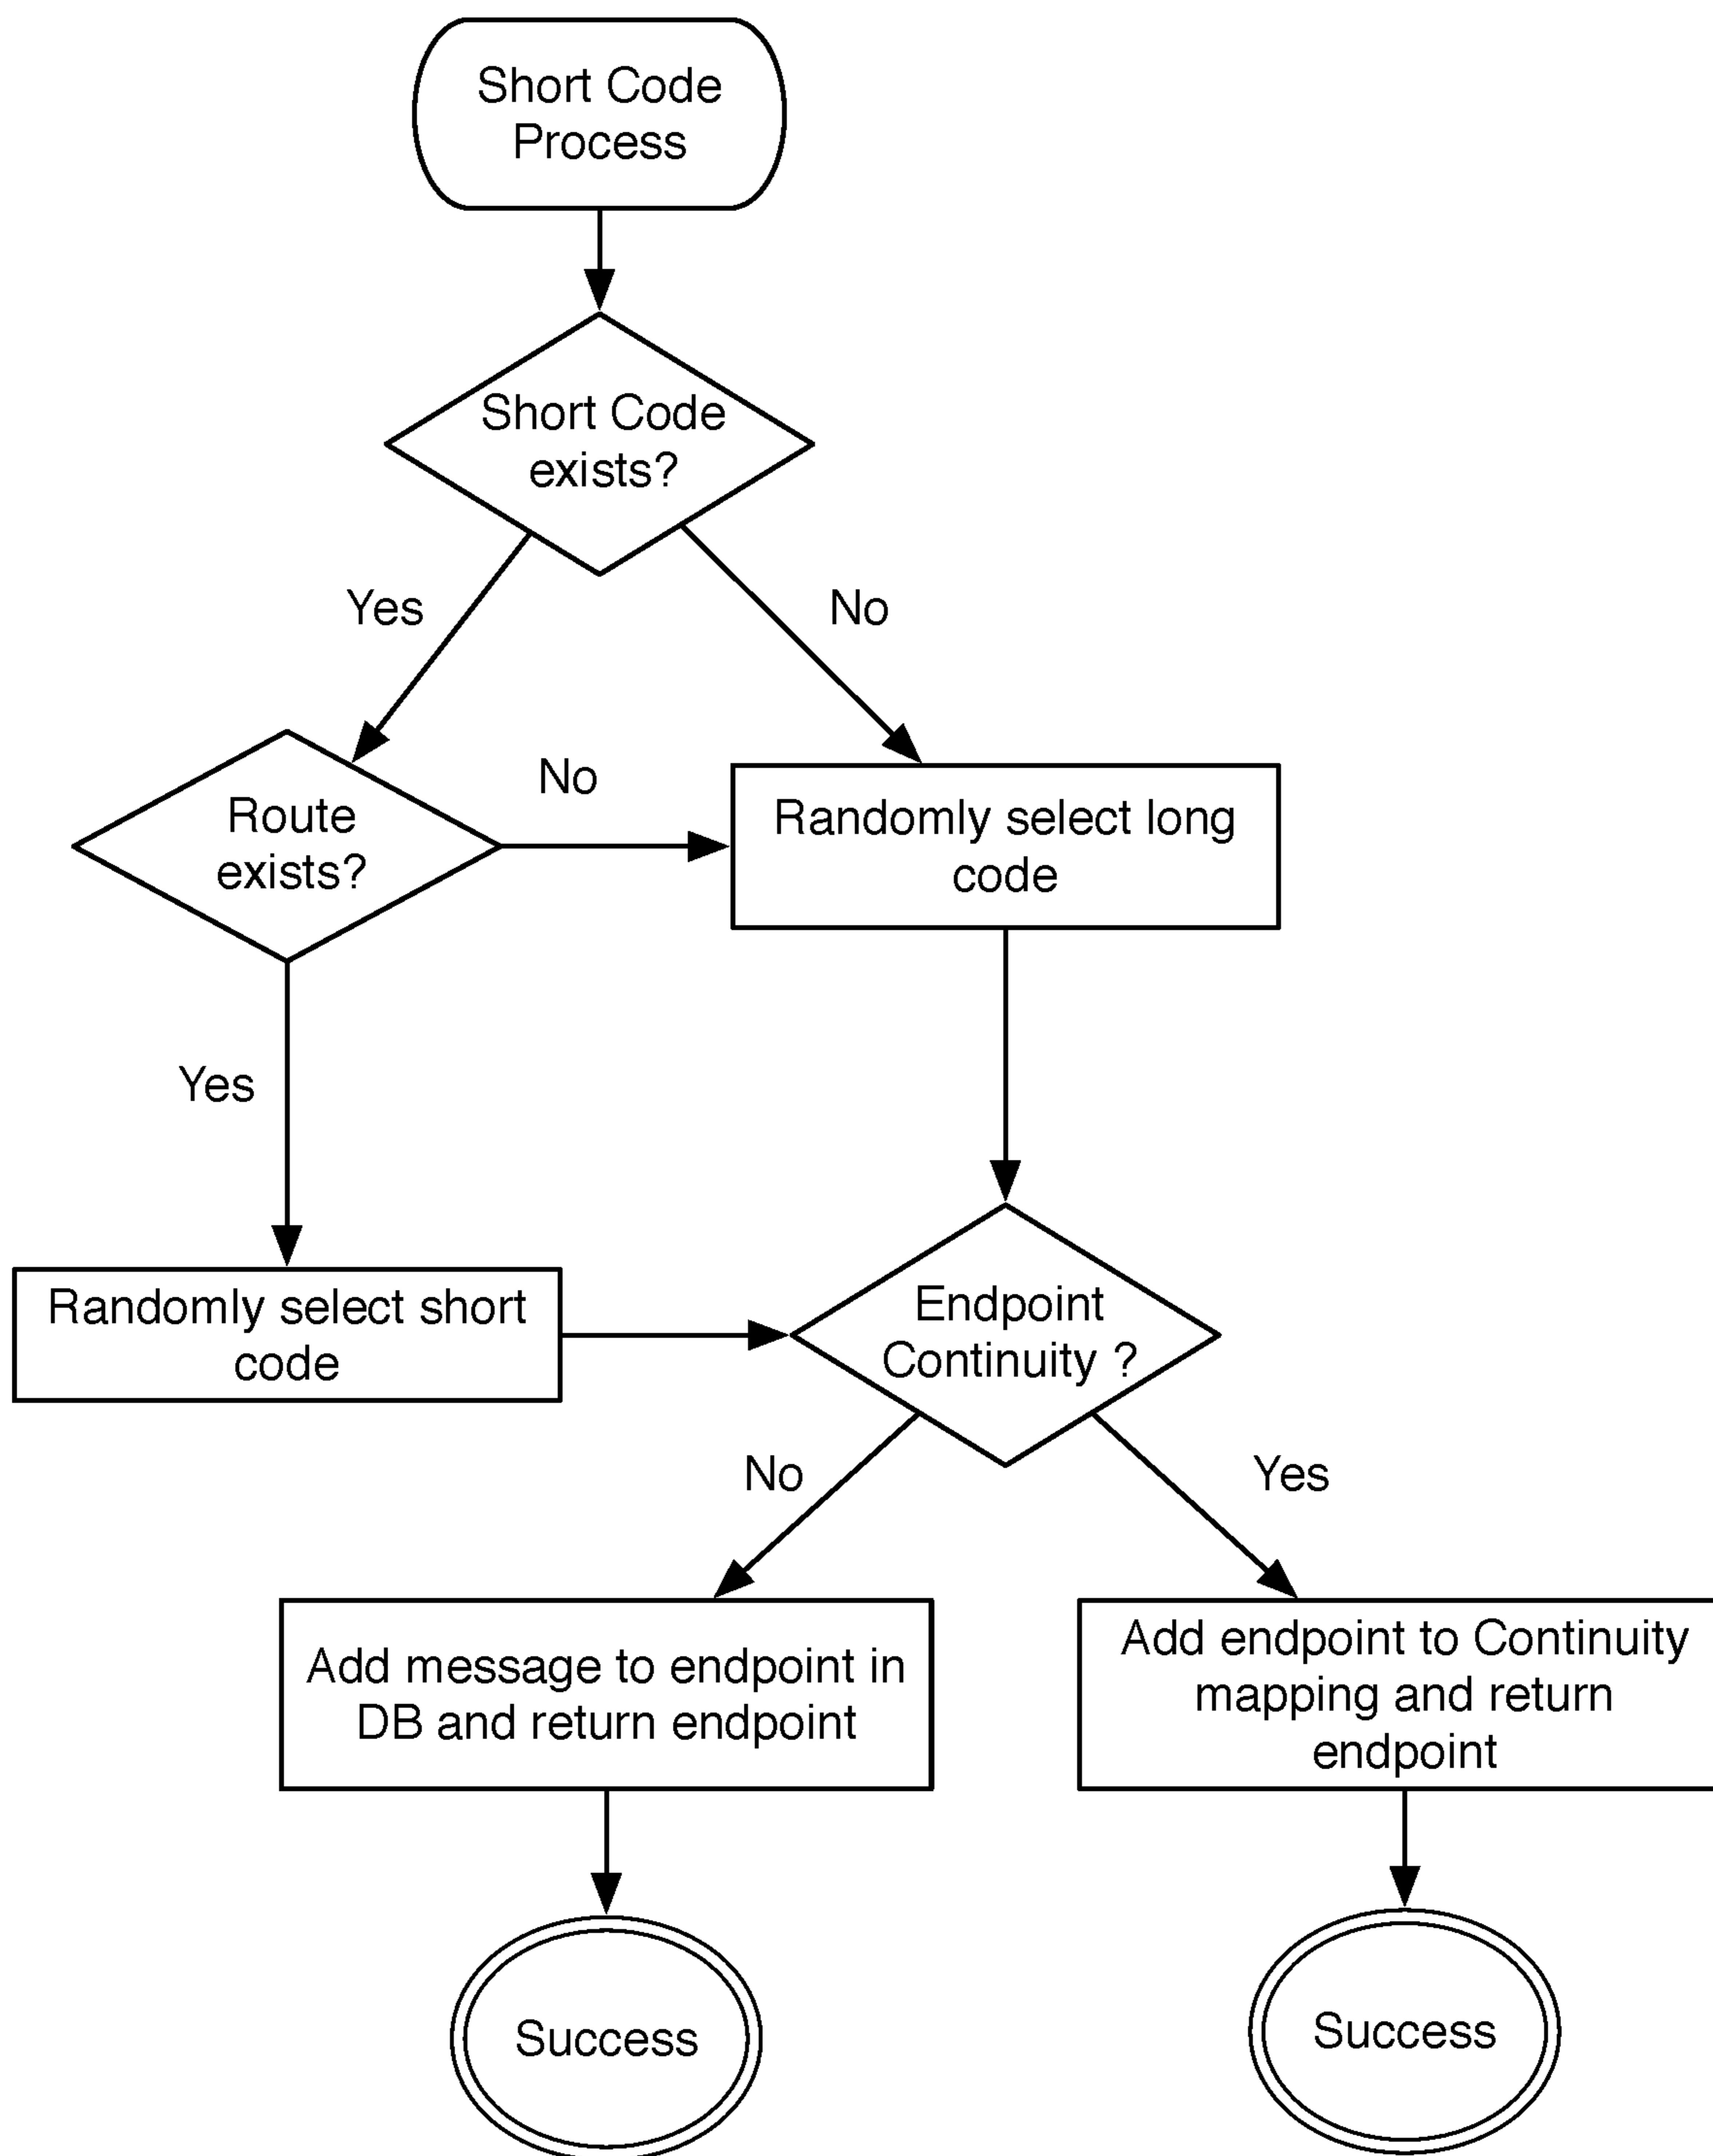 Short Code
Process
Short Code
exists?
Yes
No
Route
exists?
No
Randomly select long
code
Yes
Randomly select short
code
Endpoint
Continuity ?
No
Yes
Add message to endpoint in
DB and return endpoint
Add endpoint to Continuity
mapping and return
endpoint
Success
Success